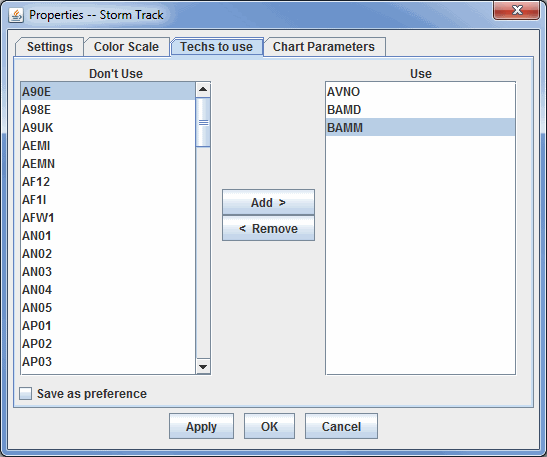 Properties -- Storm Track
Settings Color Scale Techs to use Chart Parameters
Don't Use
A90E
A98E
A9UK
AEMI
AEMN
AF12
AF1I
AFW1
AN01
AN02
AN03
AN04
AN05
AP01
AP02
AP03
Add >
< Remove
Use
AVNO
BAMD
BAMM
Save as preference
Apply OK Cancel